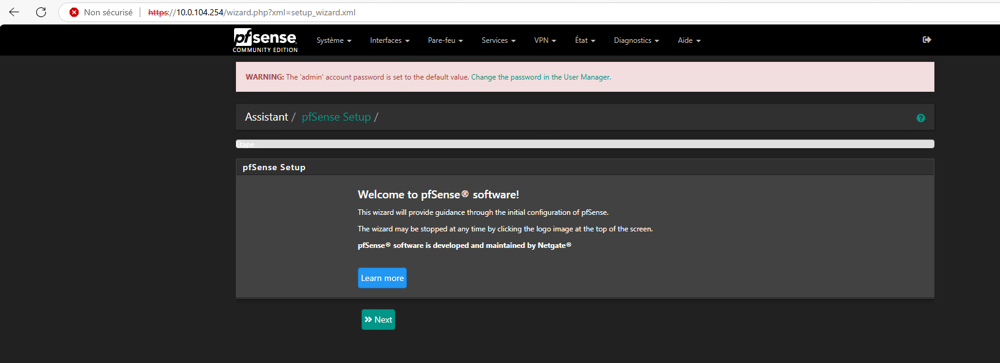 Non sécurisé https://10.0.104.254/wizard.php?xml=setup_wizard.xml
pfsense
COMMUNITY EDITION
Système Interfaces Pare-feu Services VPN État Diagnostics Aide
WARNING: The 'admin' account password is set to the default value. Change the password in the User Manager.
Assistant / pfSense Setup /
Étape
pfSense Setup
Welcome to pfSense® software!
This wizard will provide guidance through the initial configuration of pfSense.
The wizard may be stopped at any time by clicking the logo image at the top of the screen.
pfSense® software is developed and maintained by Netgate®
Learn more
Next